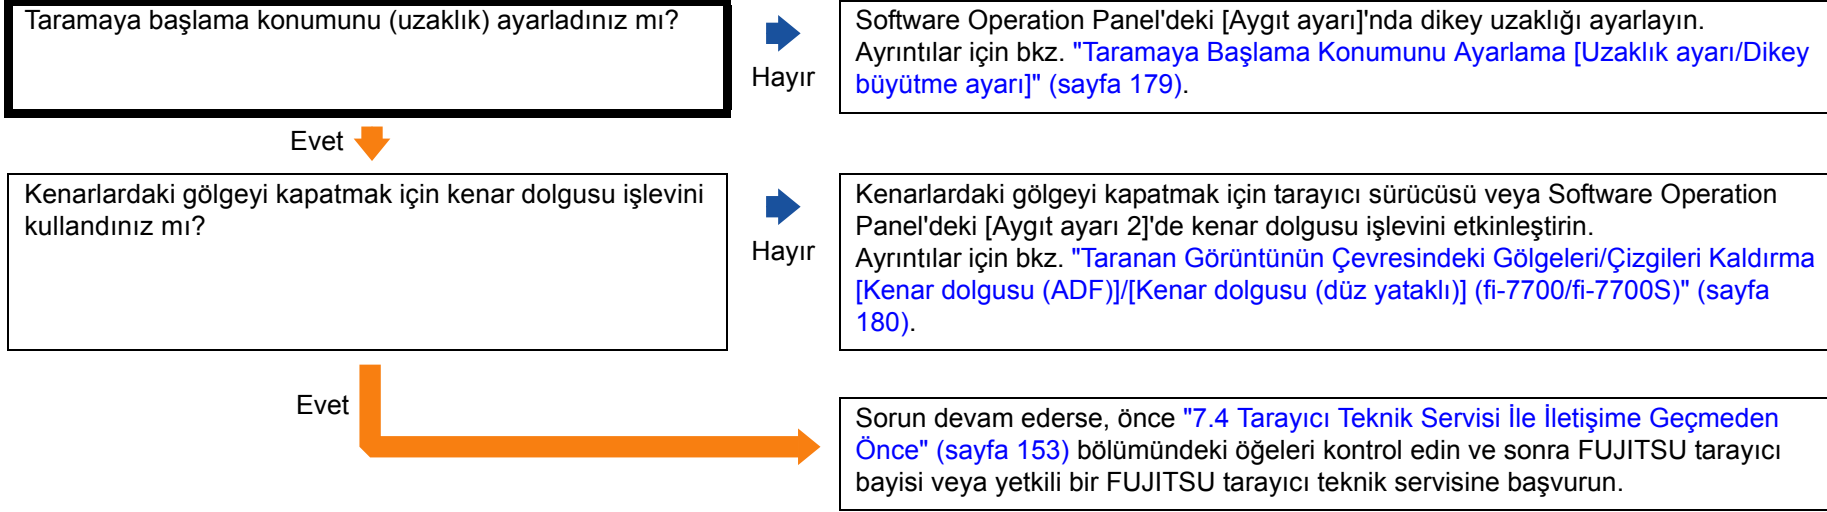 Taramaya başlama konumunu (uzaklık) ayarladınız mı?
Hayır
Software Operation Panel'deki [Aygıt ayarı]'nda dikey uzaklığı ayarlayın.
Ayrıntılar için bkz. "Taramaya Başlama Konumunu Ayarlama [Uzaklık ayarı/Dikey
büyütme ayarı]" (sayfa 179).
Evet
Kenarlardaki gölgeyi kapatmak için kenar dolgusu işlevini
kullandınız mı?
Hayır
Kenarlardaki gölgeyi kapatmak için tarayıcı sürücüsü veya Software Operation
Panel'deki [Aygıt ayarı 2]'de kenar dolgusu işlevini etkinleştirin.
Ayrıntılar için bkz. "Taranan Görüntünün Çevresindeki Gölgeleri/Çizgileri Kaldırma
[Kenar dolgusu (ADF)]/[Kenar dolgusu (düz yataklı)] (fi-7700/fi-7700S)" (sayfa
180).
Evet
Sorun devam ederse, önce "7.4 Tarayıcı Teknik Servisi İle İletişime Geçmeden
Önce" (sayfa 153) bölümündeki öğeleri kontrol edin ve sonra FUJITSU tarayıcı
bayisi veya yetkili bir FUJITSU tarayıcı teknik servisine başvurun.